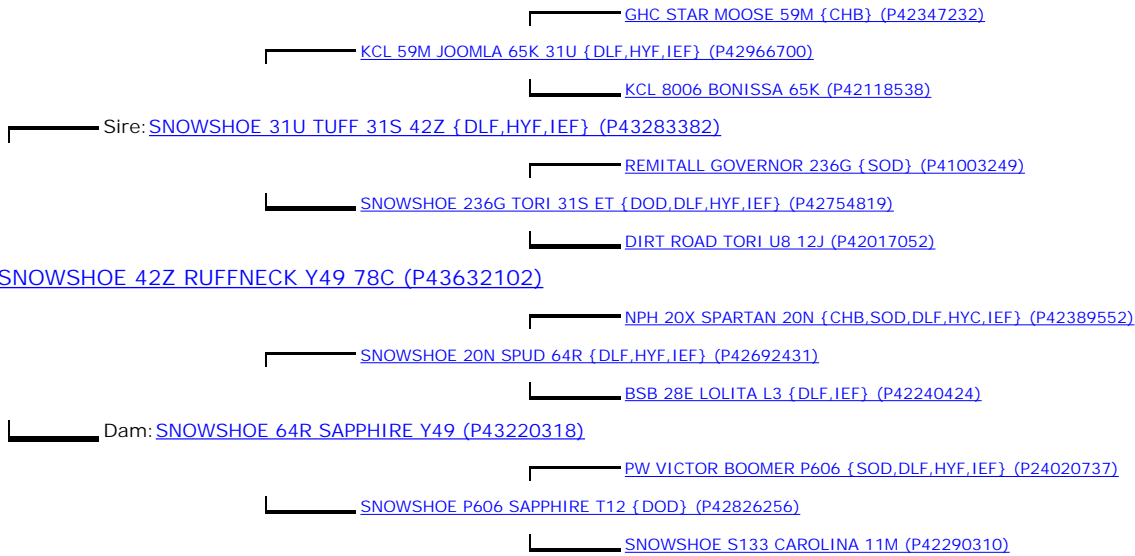 GHC STAR MOOSE 59M {CHB} (P42347232)
KCL 59M JOOMLA 65K 31U {DLF,HYF,IEF} (P42966700)
KCL 8006 BONISSA 65K (P42118538)
Sire: SNOWSHOE 31U TUFF 31S 42Z {DLF,HYF,IEF} (P43283382)
REMITALL GOVERNOR 236G {SOD} (P41003249)
SNOWSHOE 236G TORI 31S ET {DOD,DLF,HYF,IEF} (P42754819)
DIRT ROAD TORI U8 12J (P42017052)
SNOWSHOE 42Z RUFFNECK Y49 78C (P43632102)
NPH 20X SPARTAN 20N {CHB,SOD,DLF,HYC,IEF} (P42389552)
SNOWSHOE 20N SPUD 64R {DLF,HYF,IEF} (P42692431)
BSB 28E LOLITA L3 {DLF,IEF} (P42240424)
Dam: SNOWSHOE 64R SAPPHIRE Y49 (P43220318)
PW VICTOR BOOMER P606 {SOD,DLF,HYF,IEF} (P24020737)
SNOWSHOE P606 SAPPHIRE T12 {DOD} (P42826256)
SNOWSHOE S133 CAROLINA 11M (P42290310)